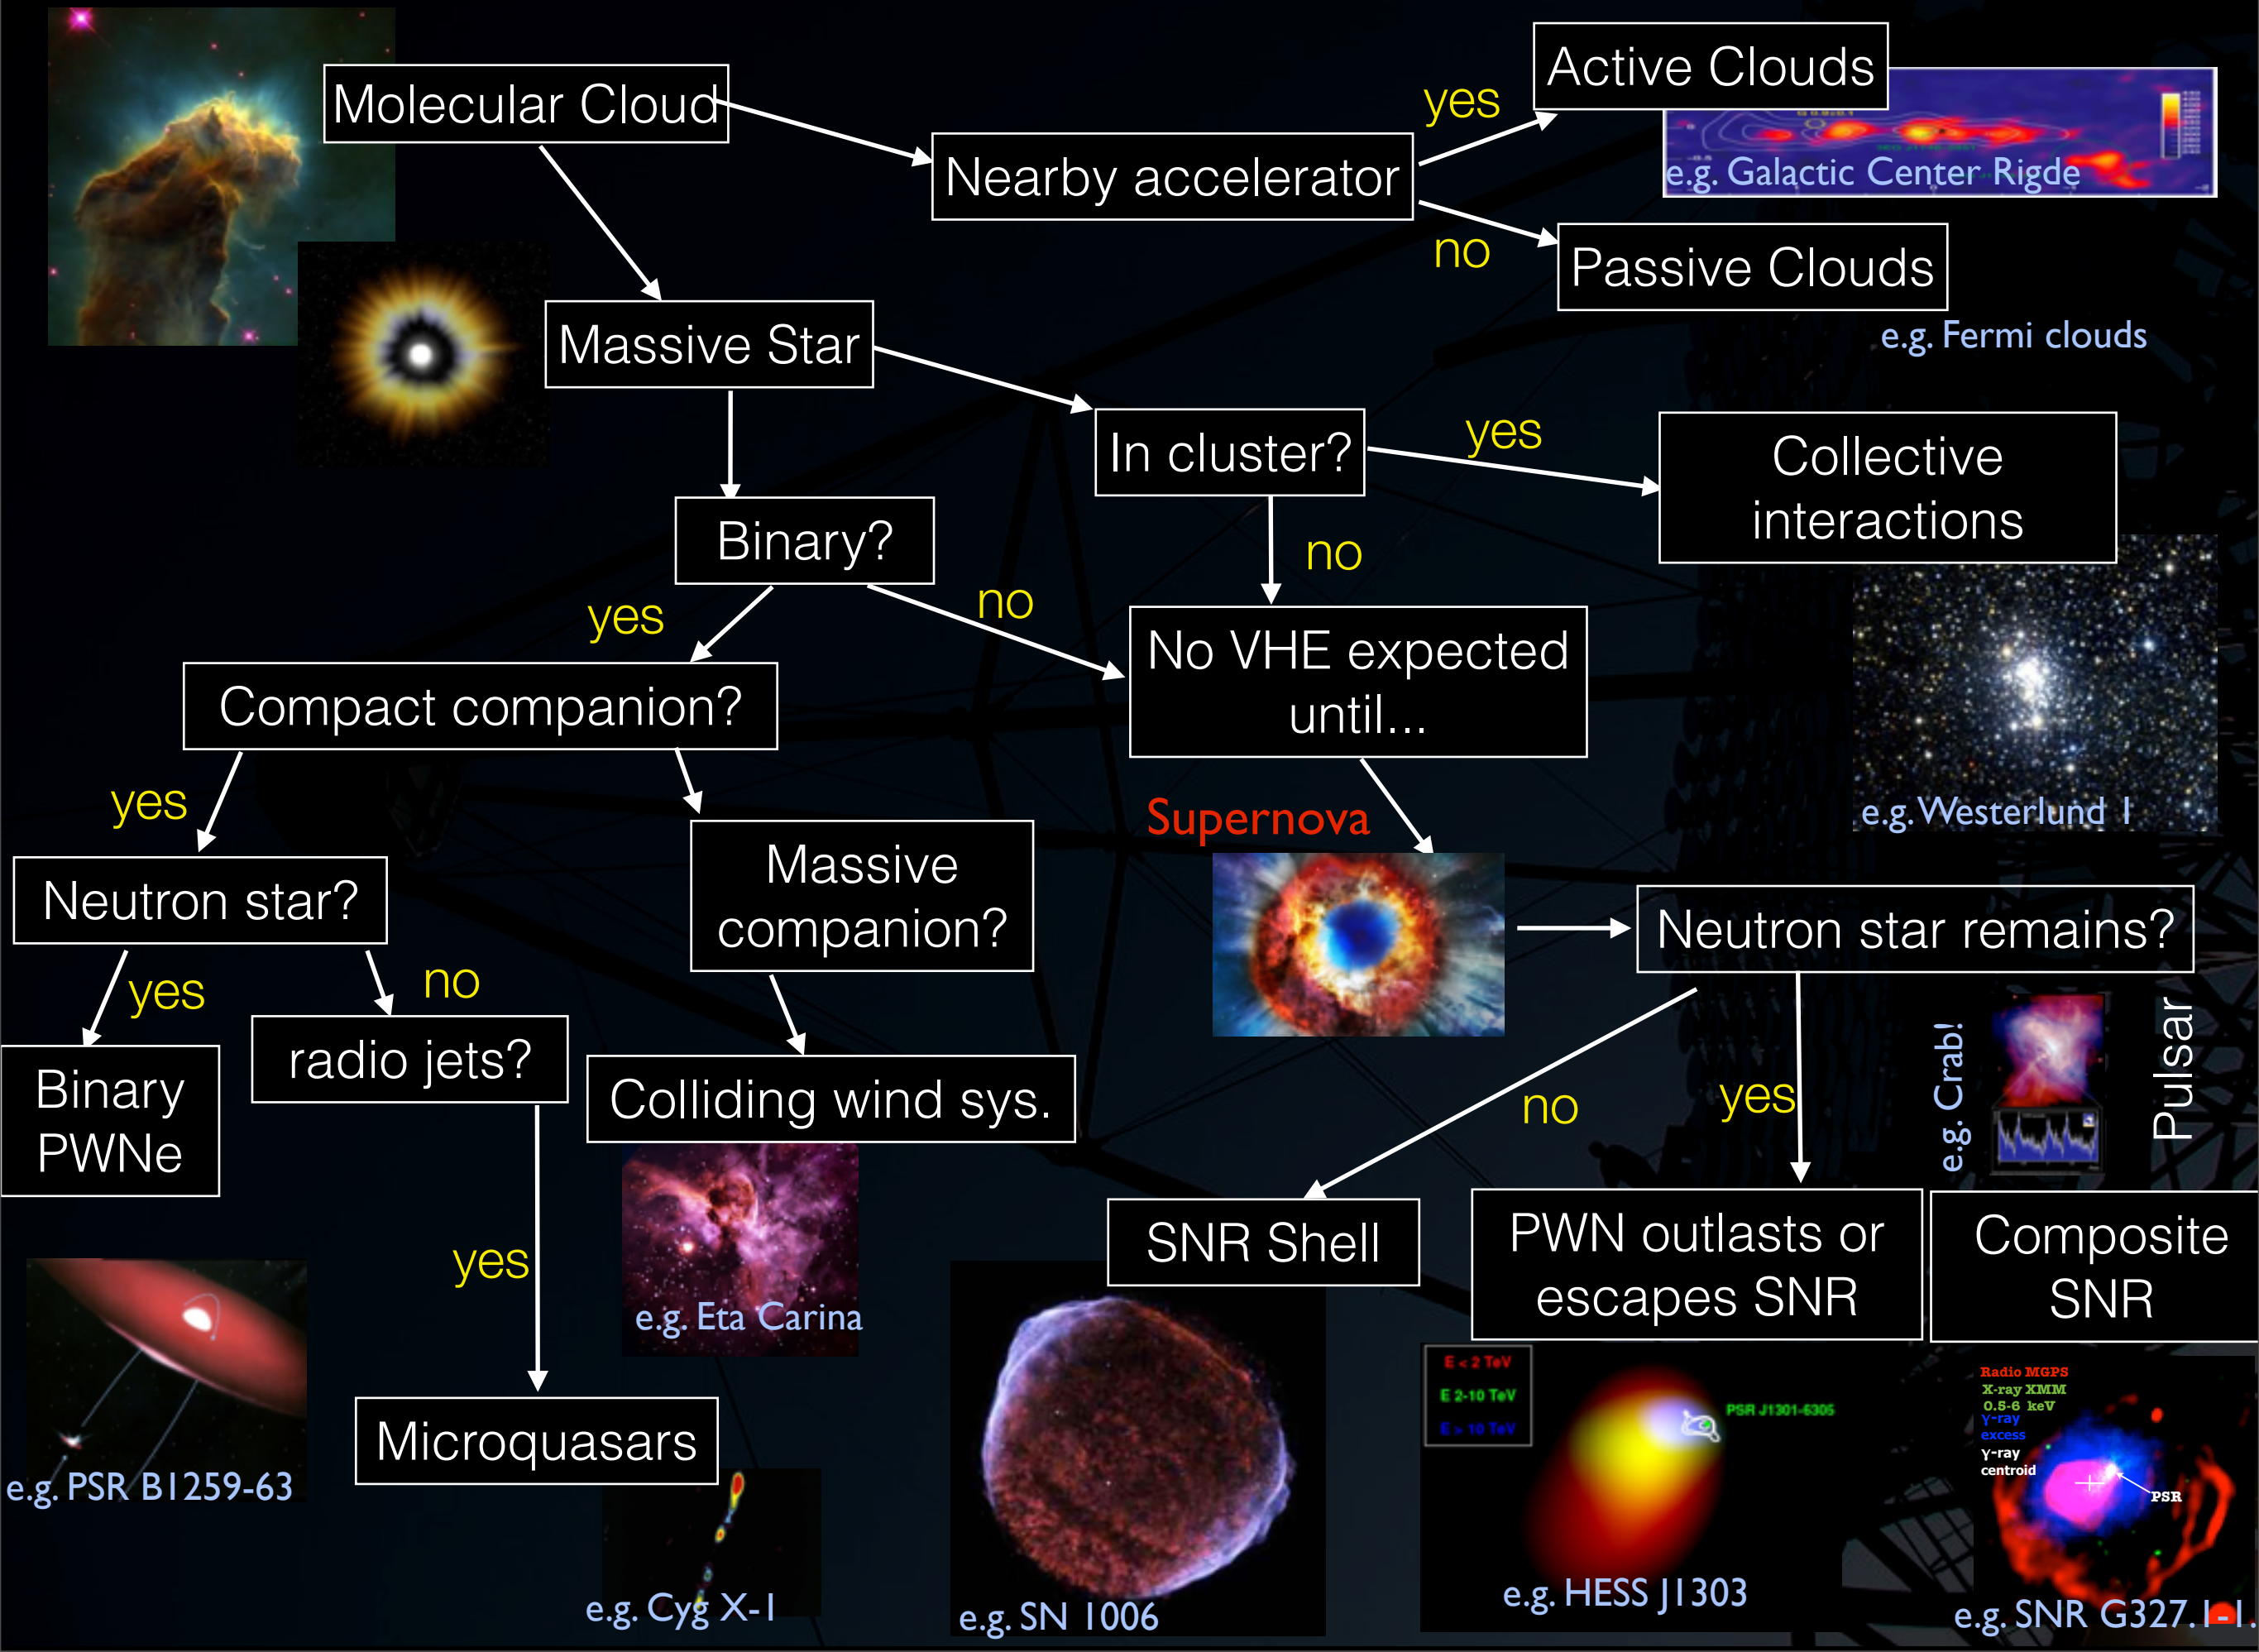 Molecular Cloud
Active Clouds
yes
Nearby accelerator
e.g. Galactic Center Rigde
no
Passive Clouds
e.g. Fermi clouds
Massive Star
In cluster?
yes
Collective
interactions
Binary?
no
yes
no
No VHE expected
until...
Compact companion?
e.g. Westerlund 1
yes
Supernova
Massive
companion?
Neutron star?
Neutron star remains?
yes
no
radio jets?
Binary
PWNe
Colliding wind sys.
no
yes
e.g. Crab!
Pulsar
SNR Shell
PWN outlasts or
escapes SNR
Composite
SNR
yes
e.g. Eta Carina
E < 2 TeV
E 2-10 TeV
E > 10 TeV
PSR J1301-6305
Radio MGPS
X-ray XMM
0.5-6 keV
γ-ray
excess
γ-ray
centroid
PSR
Microquasars
e.g. PSR B1259-63
e.g. Cyg X-1
e.g. SN 1006
e.g. HESS J1303
e.g. SNR G327.1-1.